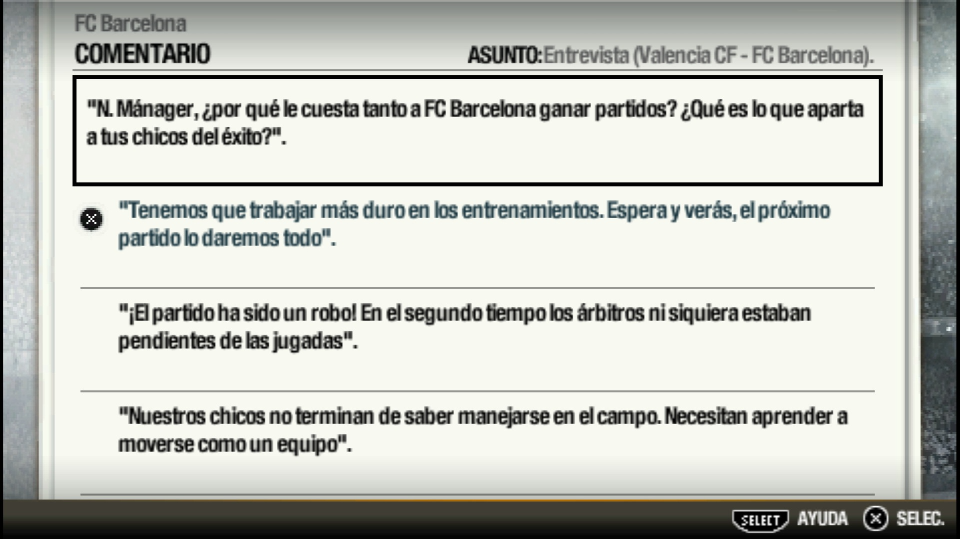 FC Barcelona
COMENTARIO
ASUNTO:Entrevista (Valencia CF - FC Barcelona).
"N. Mánager, ¿por qué le cuesta tanto a FC Barcelona ganar partidos? ¿Qué es lo que aparta
a tus chicos del éxito?".
"Tenemos que trabajar más duro en los entrenamientos. Espera y verás, el próximo
partido lo daremos todo".
"¡El partido ha sido un robo! En el segundo tiempo los árbitros ni siquiera estaban
pendientes de las jugadas".
"Nuestros chicos no terminan de saber manejarse en el campo. Necesitan aprender a
moverse como un equipo".
SELECT AYUDA SELEC.